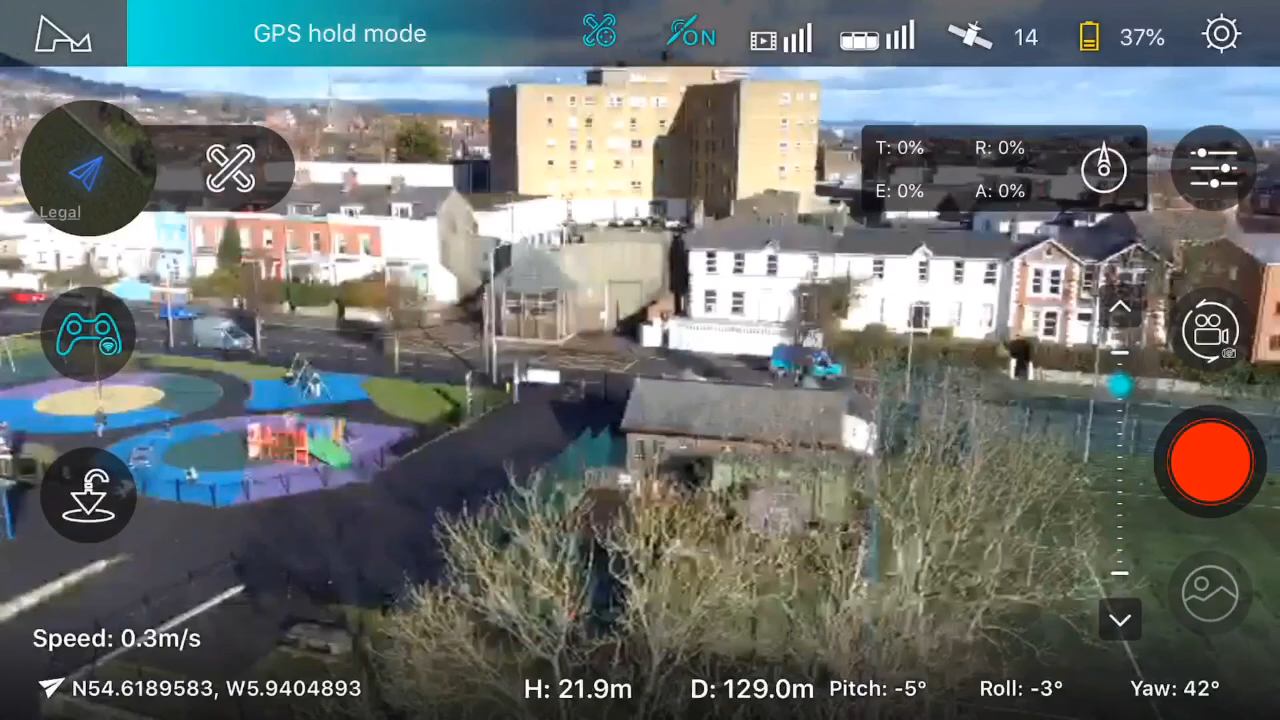 GPS hold mode
ON
14
37%
T: 0% R: 0%
E: 0% A: 0%
Legal
Speed: 0.3m/s
N54.6189583, W5.9404893 H: 21.9m D: 129.0m Pitch: -5° Roll: -3° Yaw: 42°